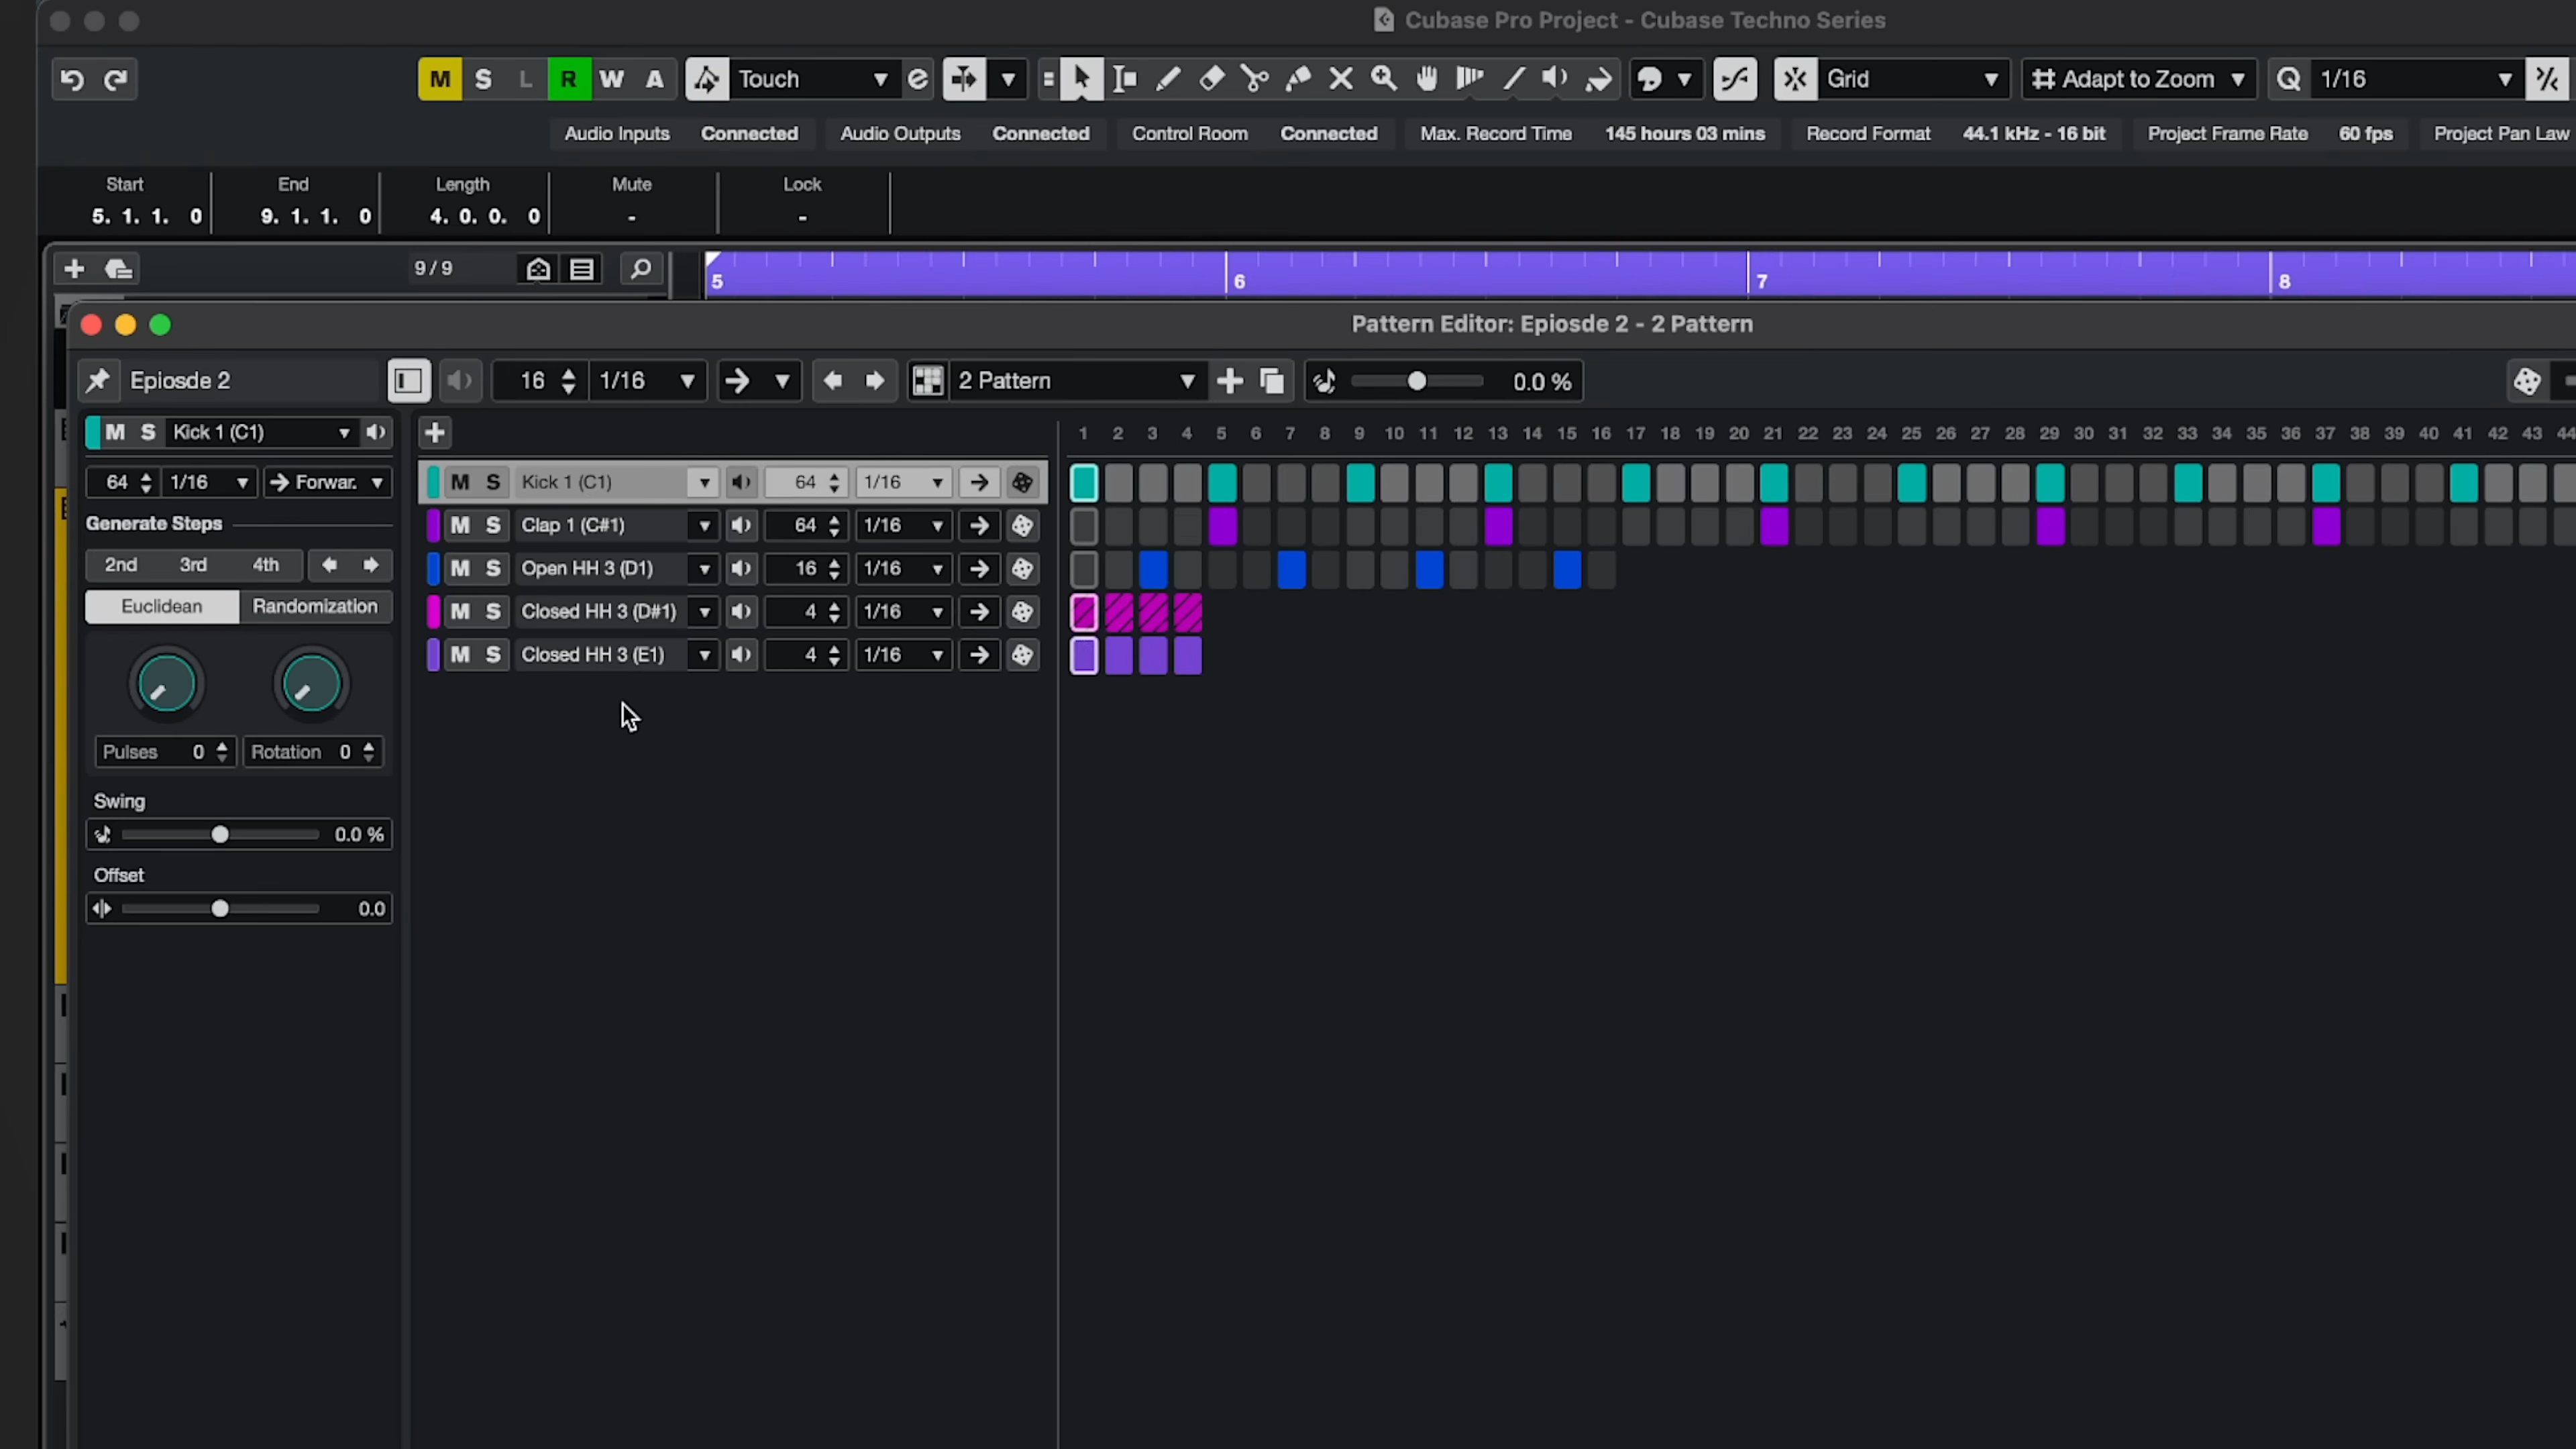 Cubase Pro Project - Cubase Techno Series
M S L R W A Touch e Grid Adapt to Zoom Q 1/16
Audio Inputs Connected Audio Outputs Connected Control Room Connected Max. Record Time 145 hours 03 mins Record Format 44.1 kHz - 16 bit Project Frame Rate 60 fps Project Pan Law
Start End Length Mute Lock
5. 1. 1. 0 9. 1. 1. 0 4. 0. 0. 0 - -
9/9 5 6 7 8
Pattern Editor: Epiosde 2 - 2 Pattern
Epiosde 2 16 1/16 2 Pattern 0.0 %
M S Kick 1 (C1) 1 2 3 4 5 6 7 8 9 10 11 12 13 14 15 16 17 18 19 20 21 22 23 24 25 26 27 28 29 30 31 32 33 34 35 36 37 38 39 40 41 42 43 44
64 1/16 Forwar. M S Kick 1 (C1) 64 1/16
Generate Steps M S Clap 1 (C#1) 64 1/16
2nd 3rd 4th M S Open HH 3 (D1) 16 1/16
Euclidean Randomization M S Closed HH 3 (D#1) 4 1/16
M S Closed HH 3 (E1) 4 1/16
Pulses 0 Rotation 0
Swing
0.0 %
Offset
0.0